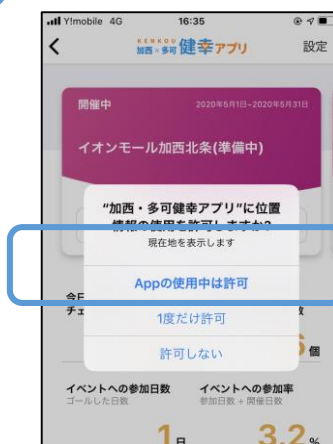 Y!mobile 4G 16:35
KENKOU
加西・多可 健幸アプリ 設定
開催中 2020年5月1日~2020年5月31日
イオンモール加西北条(準備中)
"加西・多可健幸アプリ"に位置
情報の使用を許可しますか?
現在地を表示します
Appの使用中は許可
1度だけ許可
許可しない
個
イベントへの参加日数 イベントへの参加率
ゴールした日数 参加日数 ÷ 開催日数
1日 3.2%